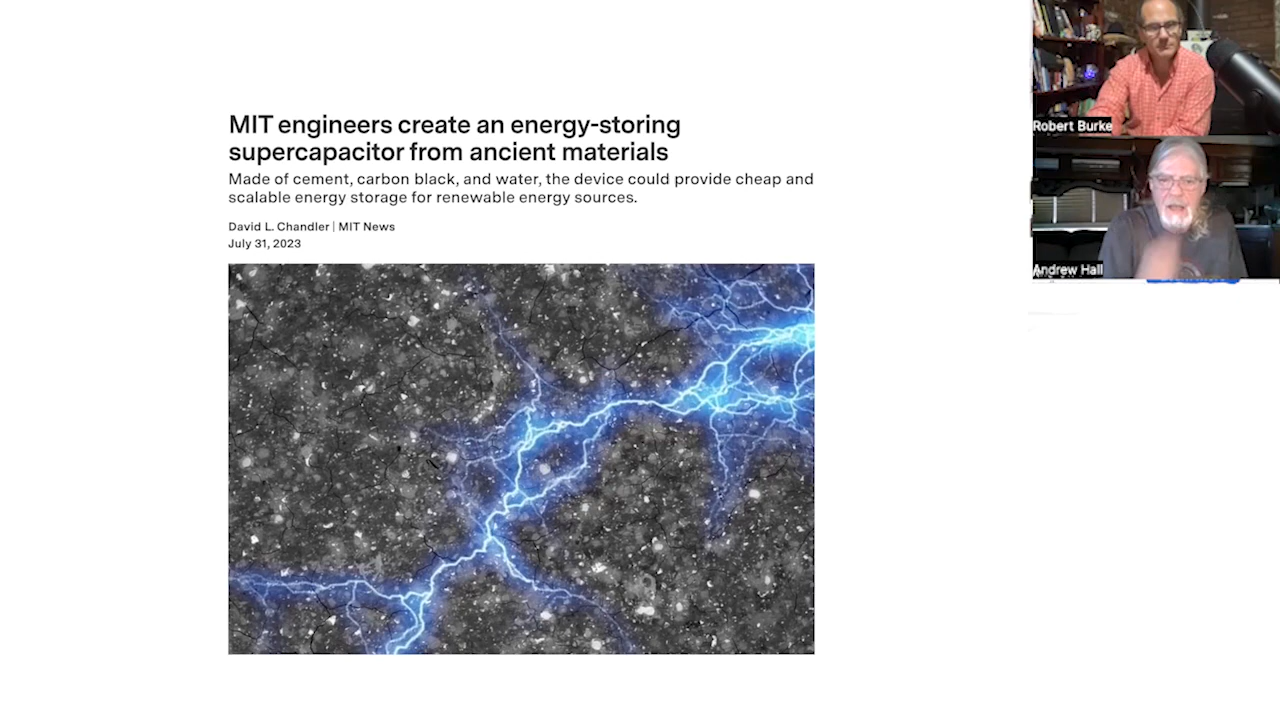 MIT engineers create an energy-storing
supercapacitor from ancient materials
Made of cement, carbon black, and water, the device could provide cheap and
scalable energy storage for renewable energy sources.
David L. Chandler | MIT News
July 31, 2023
Robert Burke
Andrew Hall